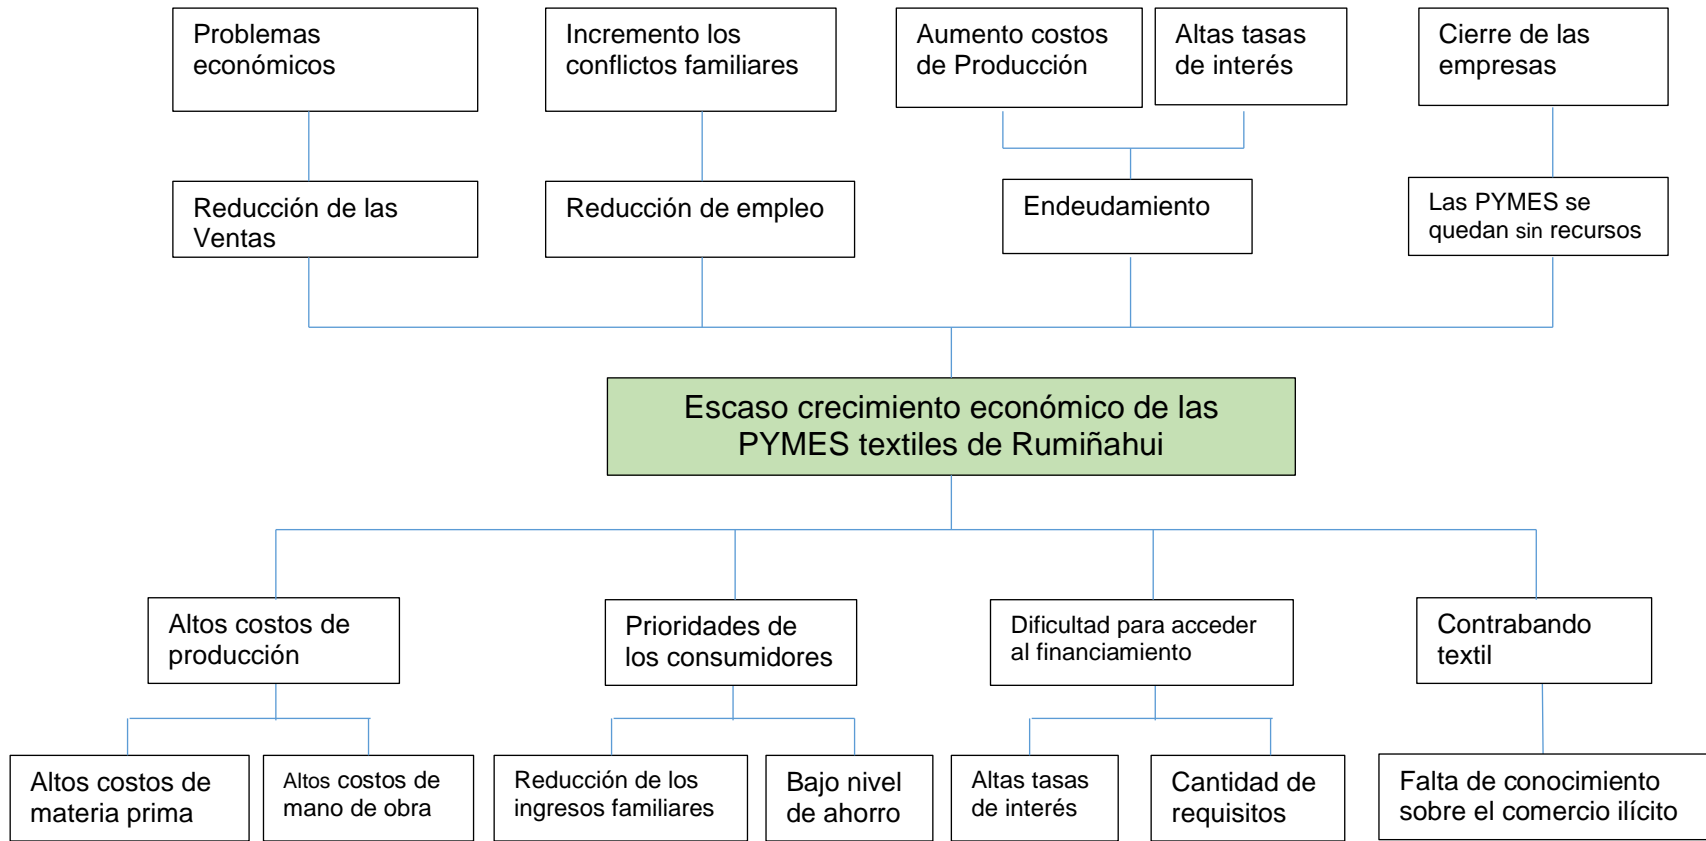 Problemas
económicos
Incremento los
conflictos familiares
Aumento costos
de Producción
Altas tasas
de interés
Cierre de las
empresas
Reducción de las
Ventas
Reducción de empleo
Endeudamiento
Las PYMES se
quedan sin recursos
Escaso crecimiento económico de las
PYMES textiles de Rumiñahui
Altos costos de
producción
Prioridades de
los consumidores
Dificultad para acceder
al financiamiento
Contrabando
textil
Altos costos de
materia prima
Altos costos de
mano de obra
Reducción de los
ingresos familiares
Bajo nivel
de ahorro
Altas tasas
de interés
Cantidad de
requisitos
Falta de conocimiento
sobre el comercio ilícito